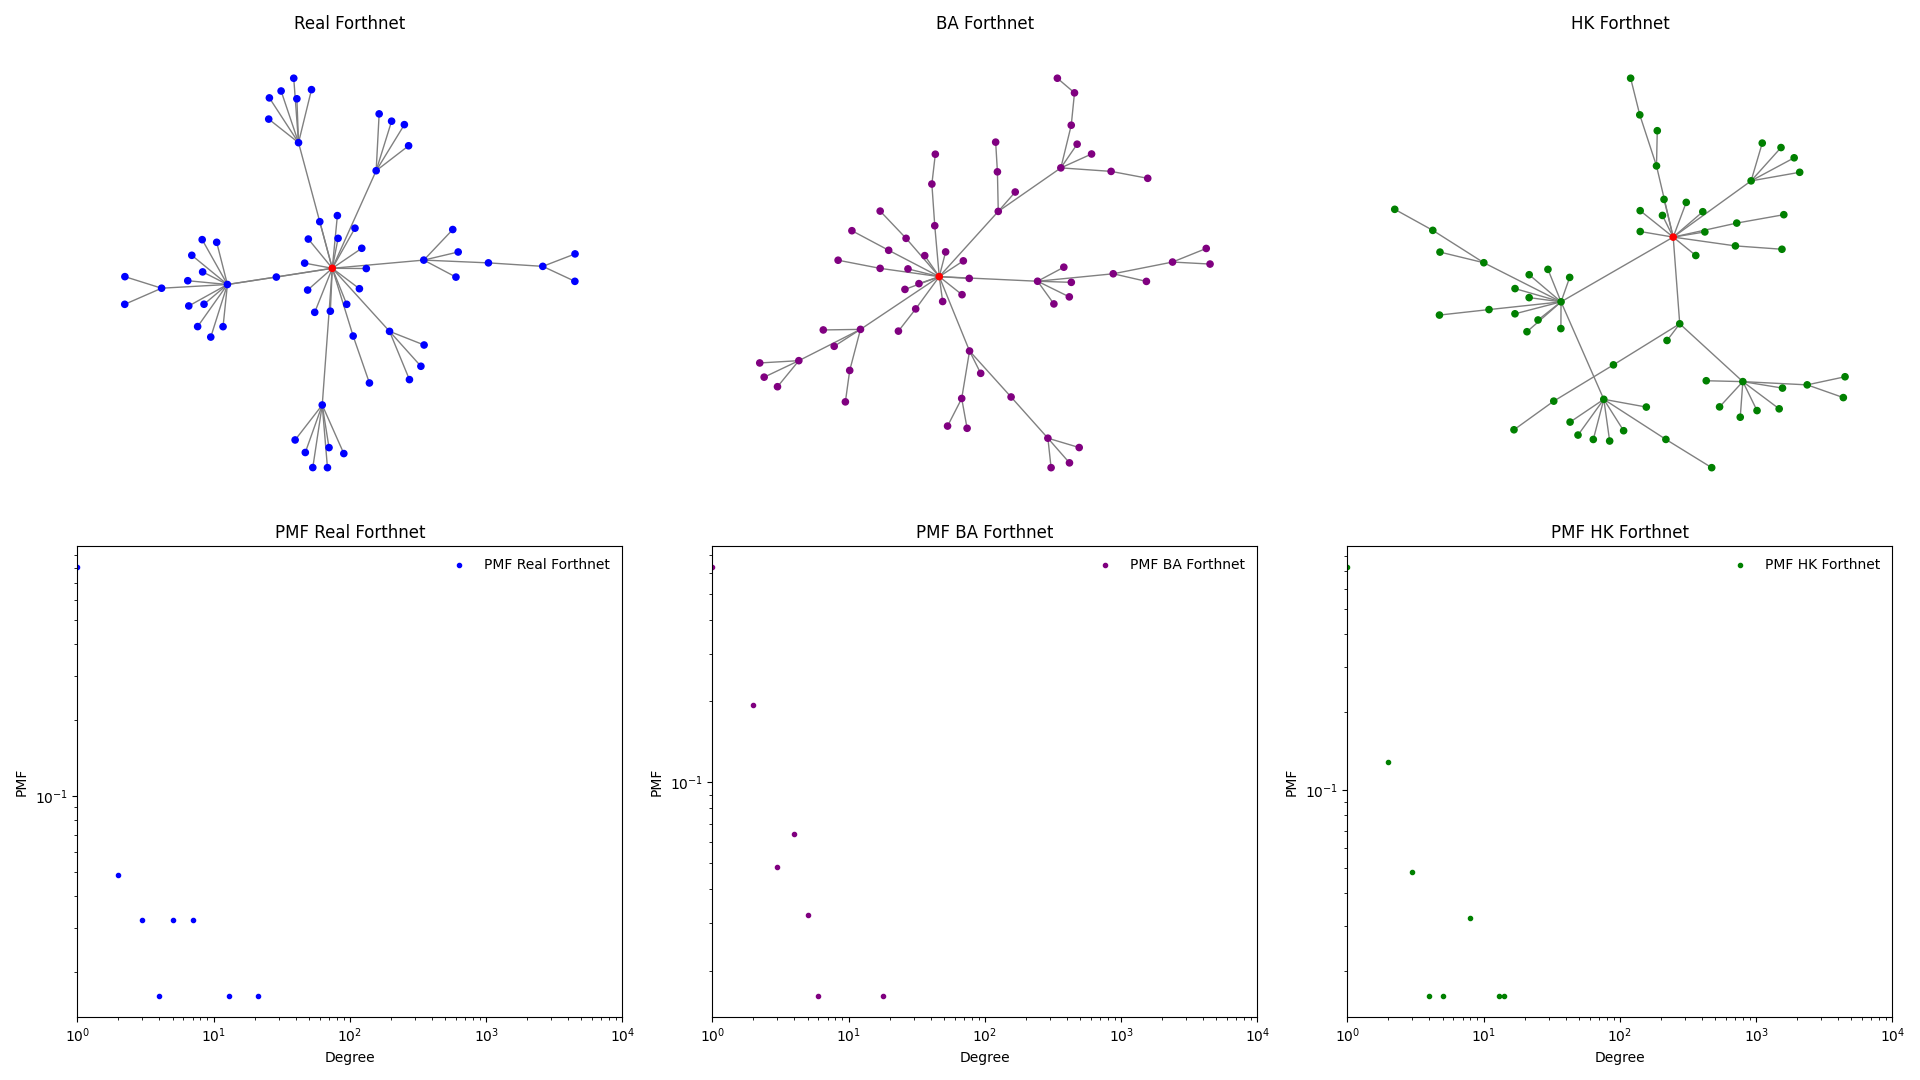 Real Forthnet
BA Forthnet
HK Forthnet
PMF Real Forthnet
PMF Real Forthnet
PMF
10⁻¹
10⁰ 10¹ 10² 10³ 10⁴
Degree
PMF BA Forthnet
PMF BA Forthnet
PMF
10⁻¹
10⁰ 10¹ 10² 10³ 10⁴
Degree
PMF HK Forthnet
PMF HK Forthnet
PMF
10⁻¹
10⁰ 10¹ 10² 10³ 10⁴
Degree